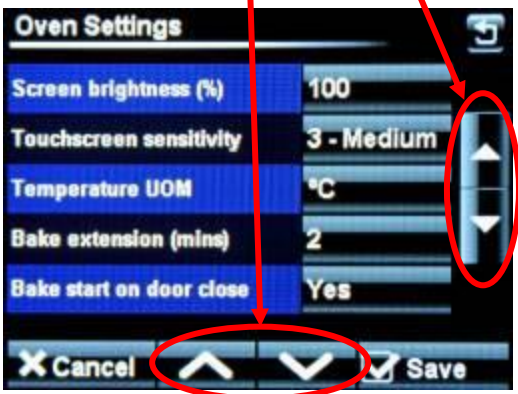 Oven Settings
Screen brightness (%) 100
Touchscreen sensitivity 3 - Medium
Temperature UOM °C
Bake extension (mins) 2
Bake start on door close Yes
Cancel Save